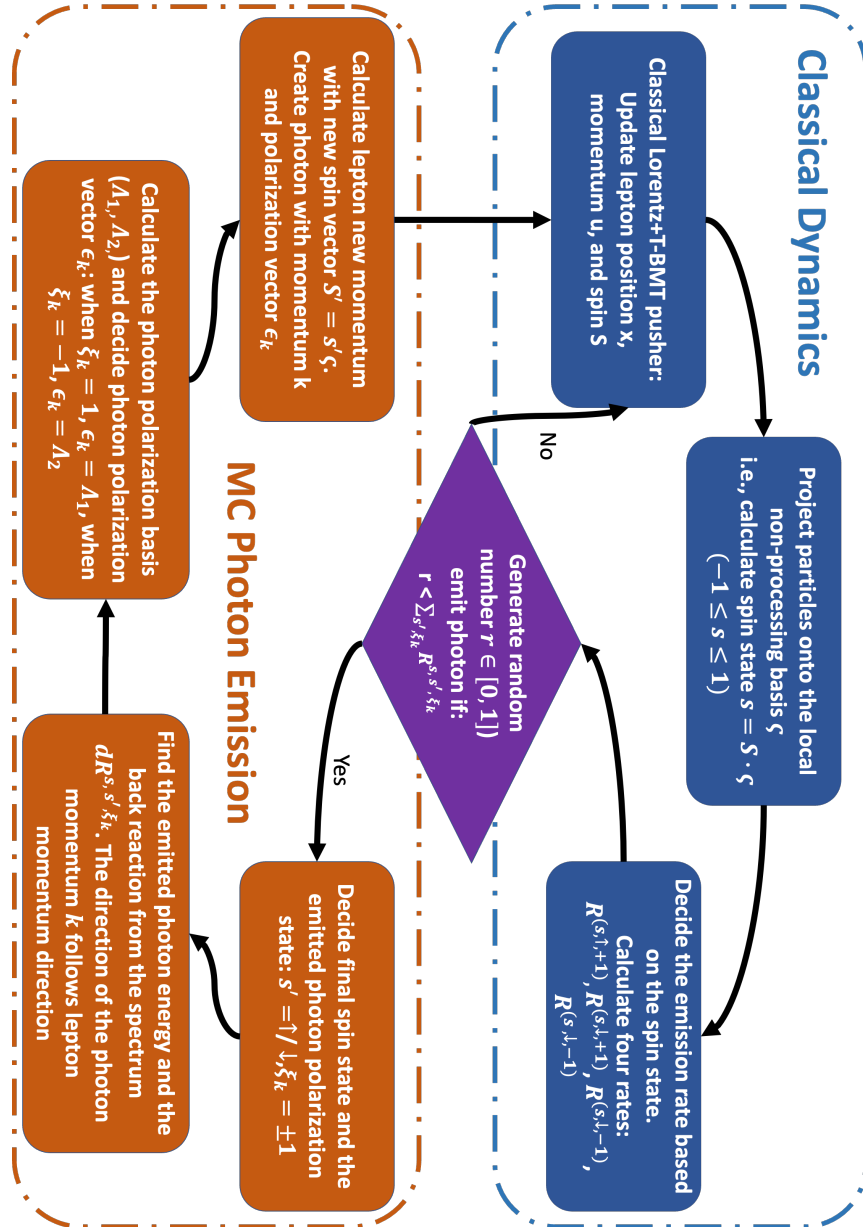 Classical Dynamics
Classical Lorentz+T-BMT pusher:
Update lepton position x,
momentum u, and spin S
Project particles onto the local
non-processing basis ς
i.e., calculate spin state s = S · ς
(−1 ≤ s ≤ 1)
Decide the emission rate based
on the spin state.
Calculate four rates:
R^(s,↑,+1), R^(s,↓,+1), R^(s,↓,−1),
R^(s,↓,−1)
Generate random
number r ∈ [0, 1])
emit photon if:
r < ∑_{s′,ξ_k} R^{s,s′,ξ_k}
No
Yes
MC Photon Emission
Decide final spin state and the
emitted photon polarization
state: s′ =↑/↓,ξ_k = ±1
Find the emitted photon energy and the
back reaction from the spectrum
dR^{s,s′,ξ_k}. The direction of the photon
momentum k follows lepton
momentum direction
Calculate the photon polarization basis
(Λ_1, Λ_2,) and decide photon polarization
vector ϵ_k: when ξ_k = 1, ϵ_k = Λ_1, when
ξ_k = −1, ϵ_k = Λ_2
Calculate lepton new momentum
with new spin vector S′ = s′ς.
Create photon with momentum k
and polarization vector ϵ_k